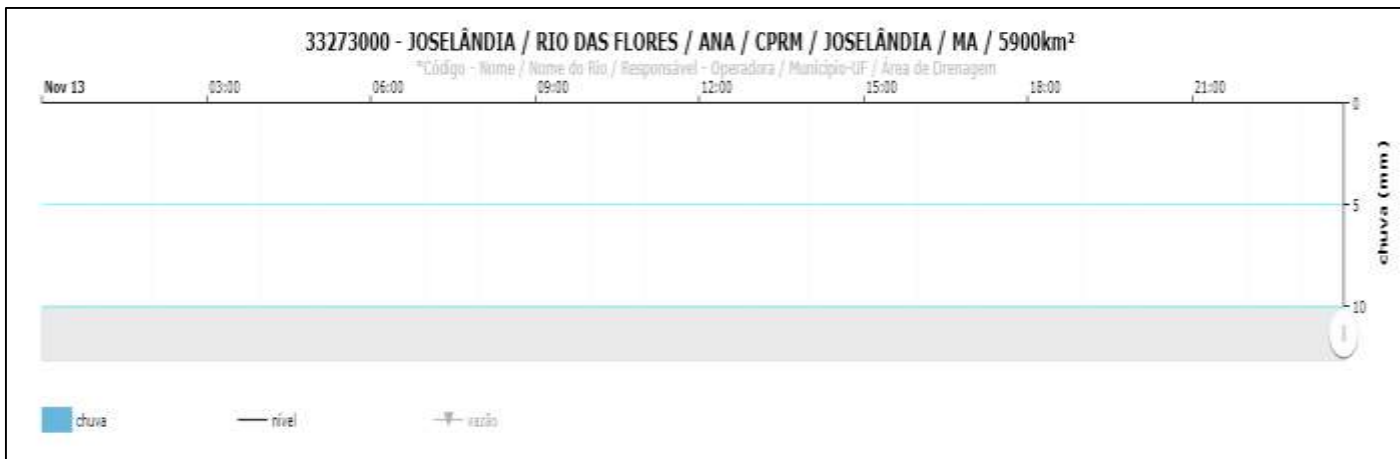 33273000 - JOSELÂNDIA / RIO DAS FLORES / ANA / CPRM / JOSELÂNDIA / MA / 5900km²
*Código - Nome / Nome do Rio / Responsável - Operadora / Município-UF / Área de Drenagem
Nov 13 03:00 06:00 09:00 12:00 15:00 18:00 21:00
0
5
10
chuva (mm)
chuva nível vazão